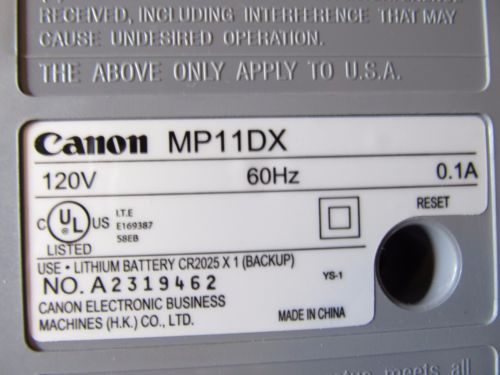 RECEIVED, INCLUDING INTERFERENCE THAT MAY
CAUSE UNDESIRED OPERATION.
THE ABOVE ONLY APPLY TO U.S.A.
Canon MP11DX
120V 60Hz 0.1A
RESET
C UL US
LISTED
I.T.E
E169387
58EB
USE • LITHIUM BATTERY CR2025 X 1 (BACKUP)
YS-1
NO. A2319462
CANON ELECTRONIC BUSINESS
MACHINES (H.K.) CO., LTD.
MADE IN CHINA
meets all